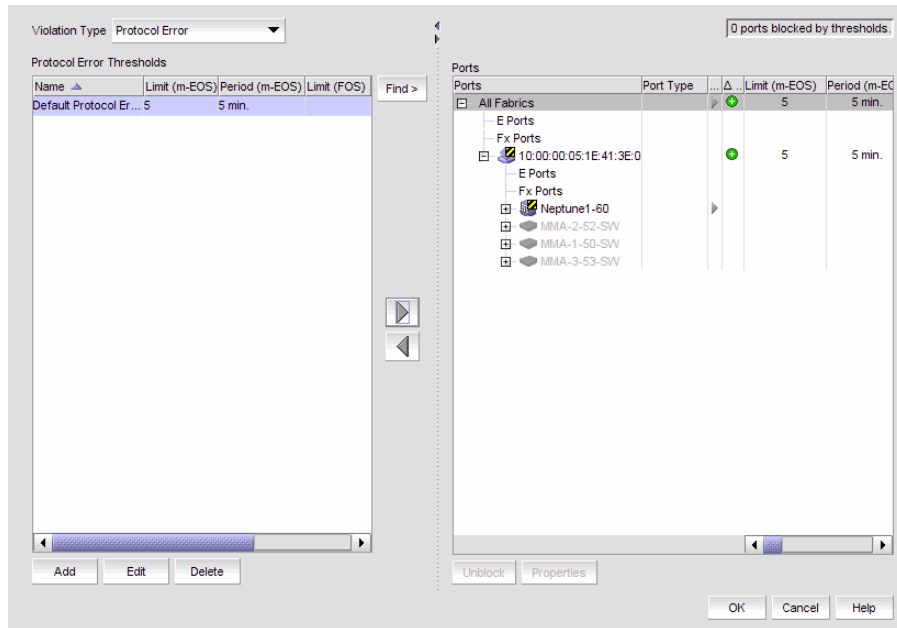 Violation Type Protocol Error
0 ports blocked by thresholds.
Protocol Error Thresholds
Name Limit (m-EOS) Period (m-EOS) Limit (FOS)
Default Protocol Er... 5 5 min.
Find >
Ports
Ports Port Type ... Δ .. Limit (m-EOS) Period (m-EO
All Fabrics 5 5 min.
E Ports
Fx Ports
10:00:00:05:1E:41:3E:0 5 5 min.
E Ports
Fx Ports
Neptune1-60
MMA-2-52-SW
MMA-1-50-SW
MMA-3-53-SW
Add Edit Delete
Unblock Properties
OK Cancel Help